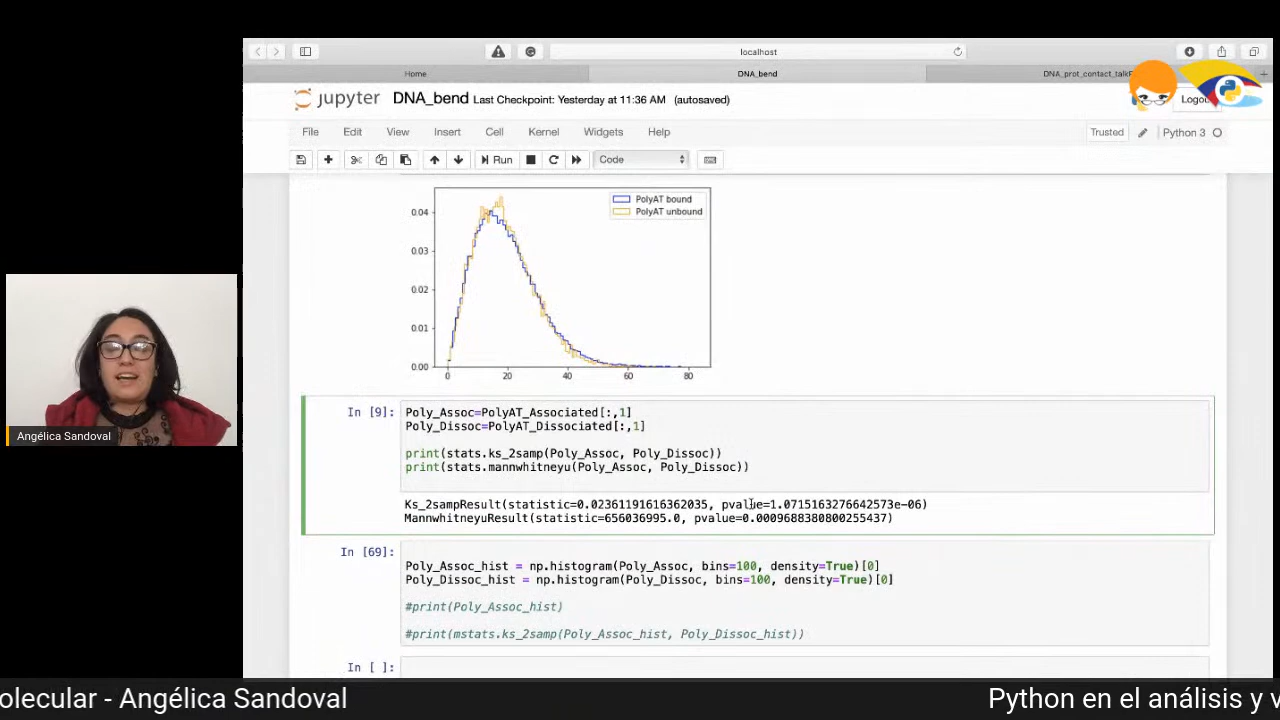 localhost
Home
DNA_bend
DNA_prot_contact_talk
jupyter
DNA_bend Last Checkpoint: Yesterday at 11:36 AM (autosaved)
File Edit View Insert Cell Kernel Widgets Help
Trusted
Python 3
Run
Code
PolyAT bound
PolyAT unbound
0.04
0.03
0.02
0.01
0.00
0 20 40 60 80
In [9]:
Poly_Assoc=PolyAT_Associated[:,1]
Poly_Dissoc=PolyAT_Dissociated[:,1]
print(stats.ks_2samp(Poly_Assoc, Poly_Dissoc))
print(stats.mannwhitneyu(Poly_Assoc, Poly_Dissoc))
Ks_2sampResult(statistic=0.02361191616362035, pvalue=1.0715163276642573e-06)
MannwhitneyuResult(statistic=656036995.0, pvalue=0.0009688380800255437)
In [69]:
Poly_Assoc_hist = np.histogram(Poly_Assoc, bins=100, density=True)[0]
Poly_Dissoc_hist = np.histogram(Poly_Dissoc, bins=100, density=True)[0]
#print(Poly_Assoc_hist)
#print(mstats.ks_2samp(Poly_Assoc_hist, Poly_Dissoc_hist))
In [ ]:
Angélica Sandoval
olecular - Angélica Sandoval
Python en el análisis y v